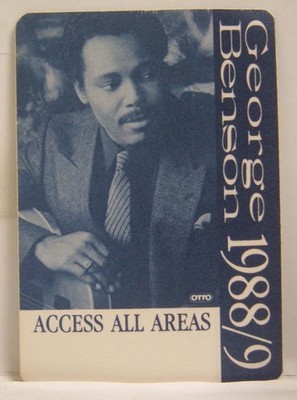 George
Benson 1988/9
OTTO
ACCESS ALL AREAS